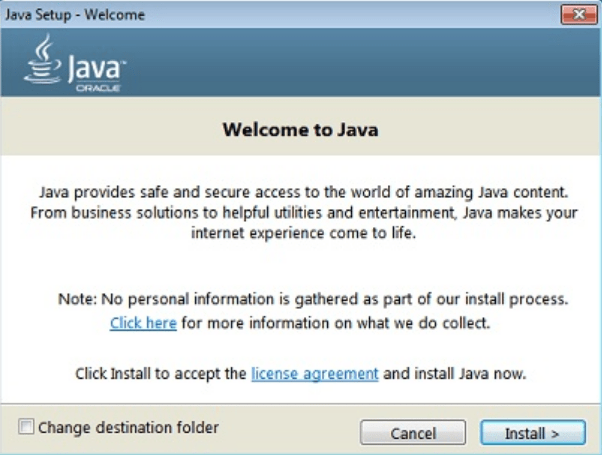 Java Setup - Welcome
Java™
ORACLE
Welcome to Java
Java provides safe and secure access to the world of amazing Java content.
From business solutions to helpful utilities and entertainment, Java makes your
internet experience come to life.
Note: No personal information is gathered as part of our install process.
Click here for more information on what we do collect.
Click Install to accept the license agreement and install Java now.
Change destination folder
Cancel
Install >